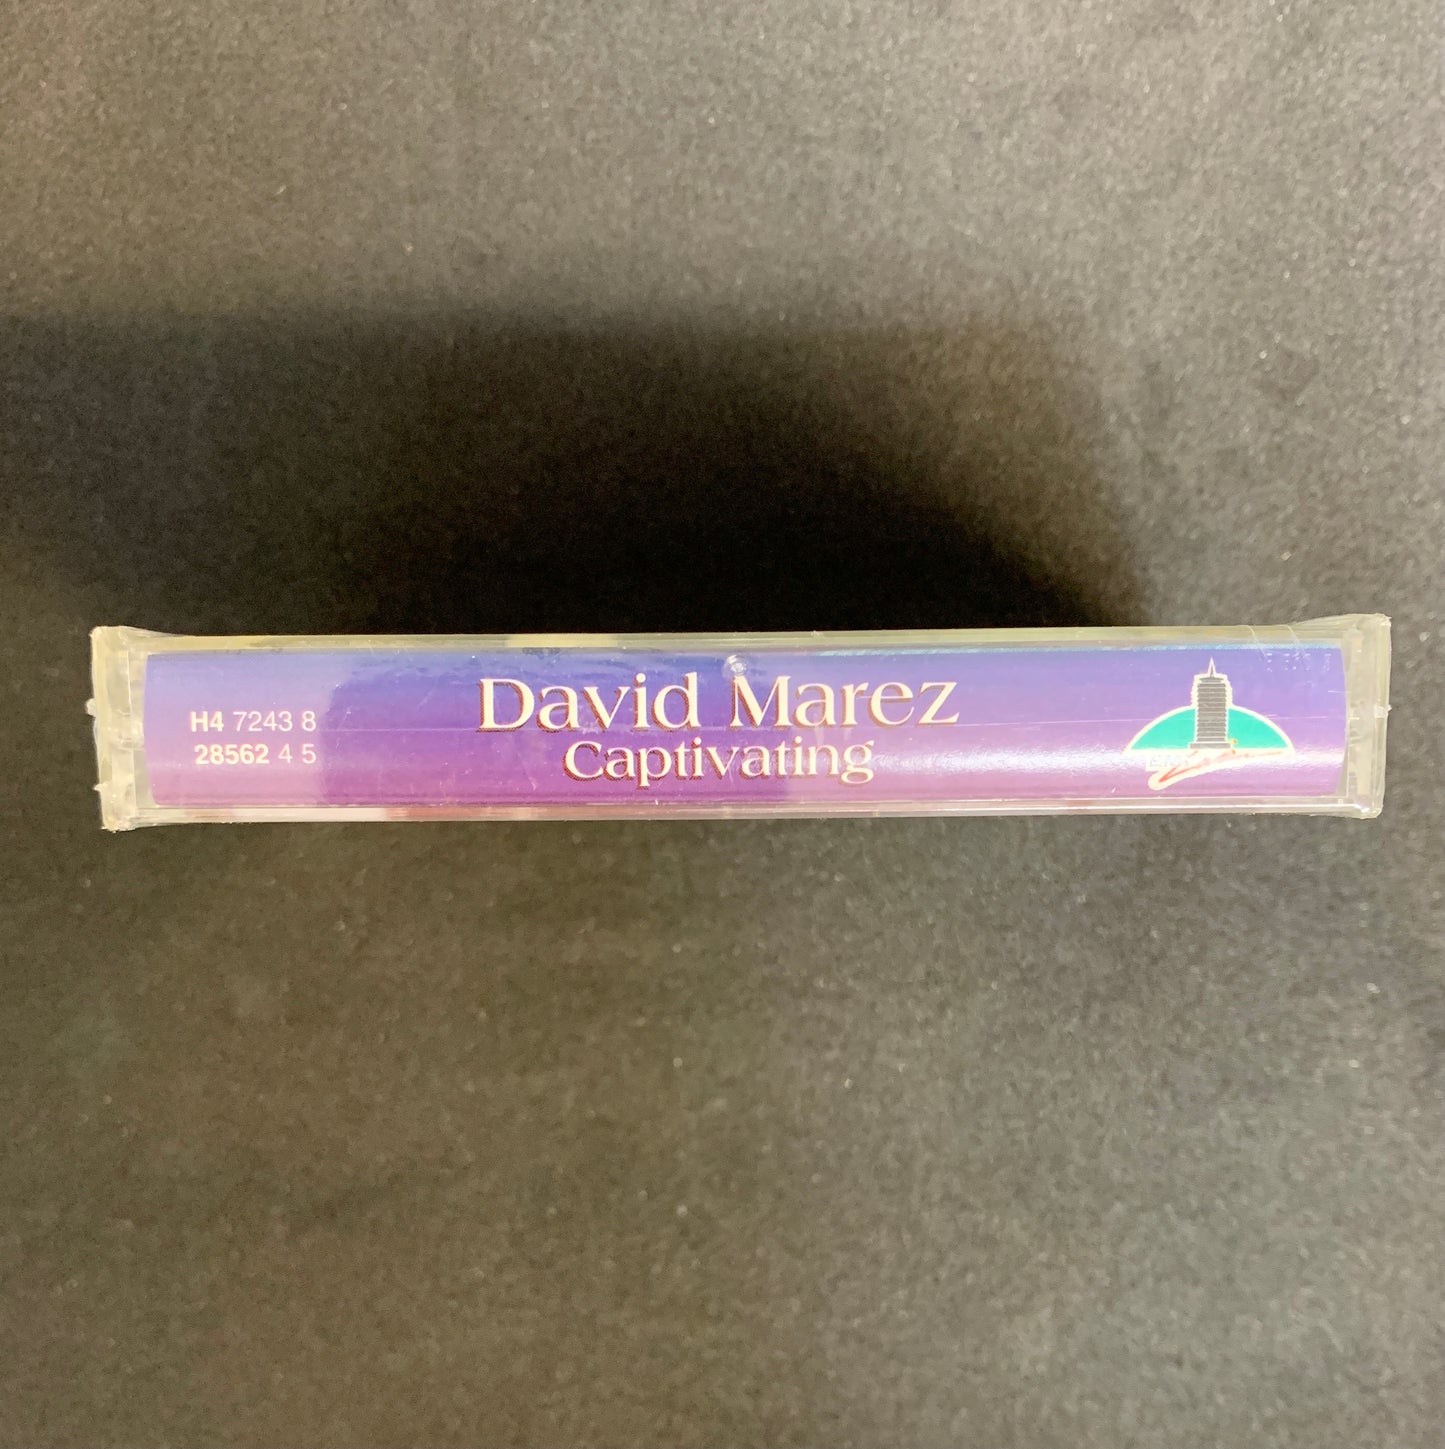 H4 7243 8
28562 4 5
David Marez
Captivating